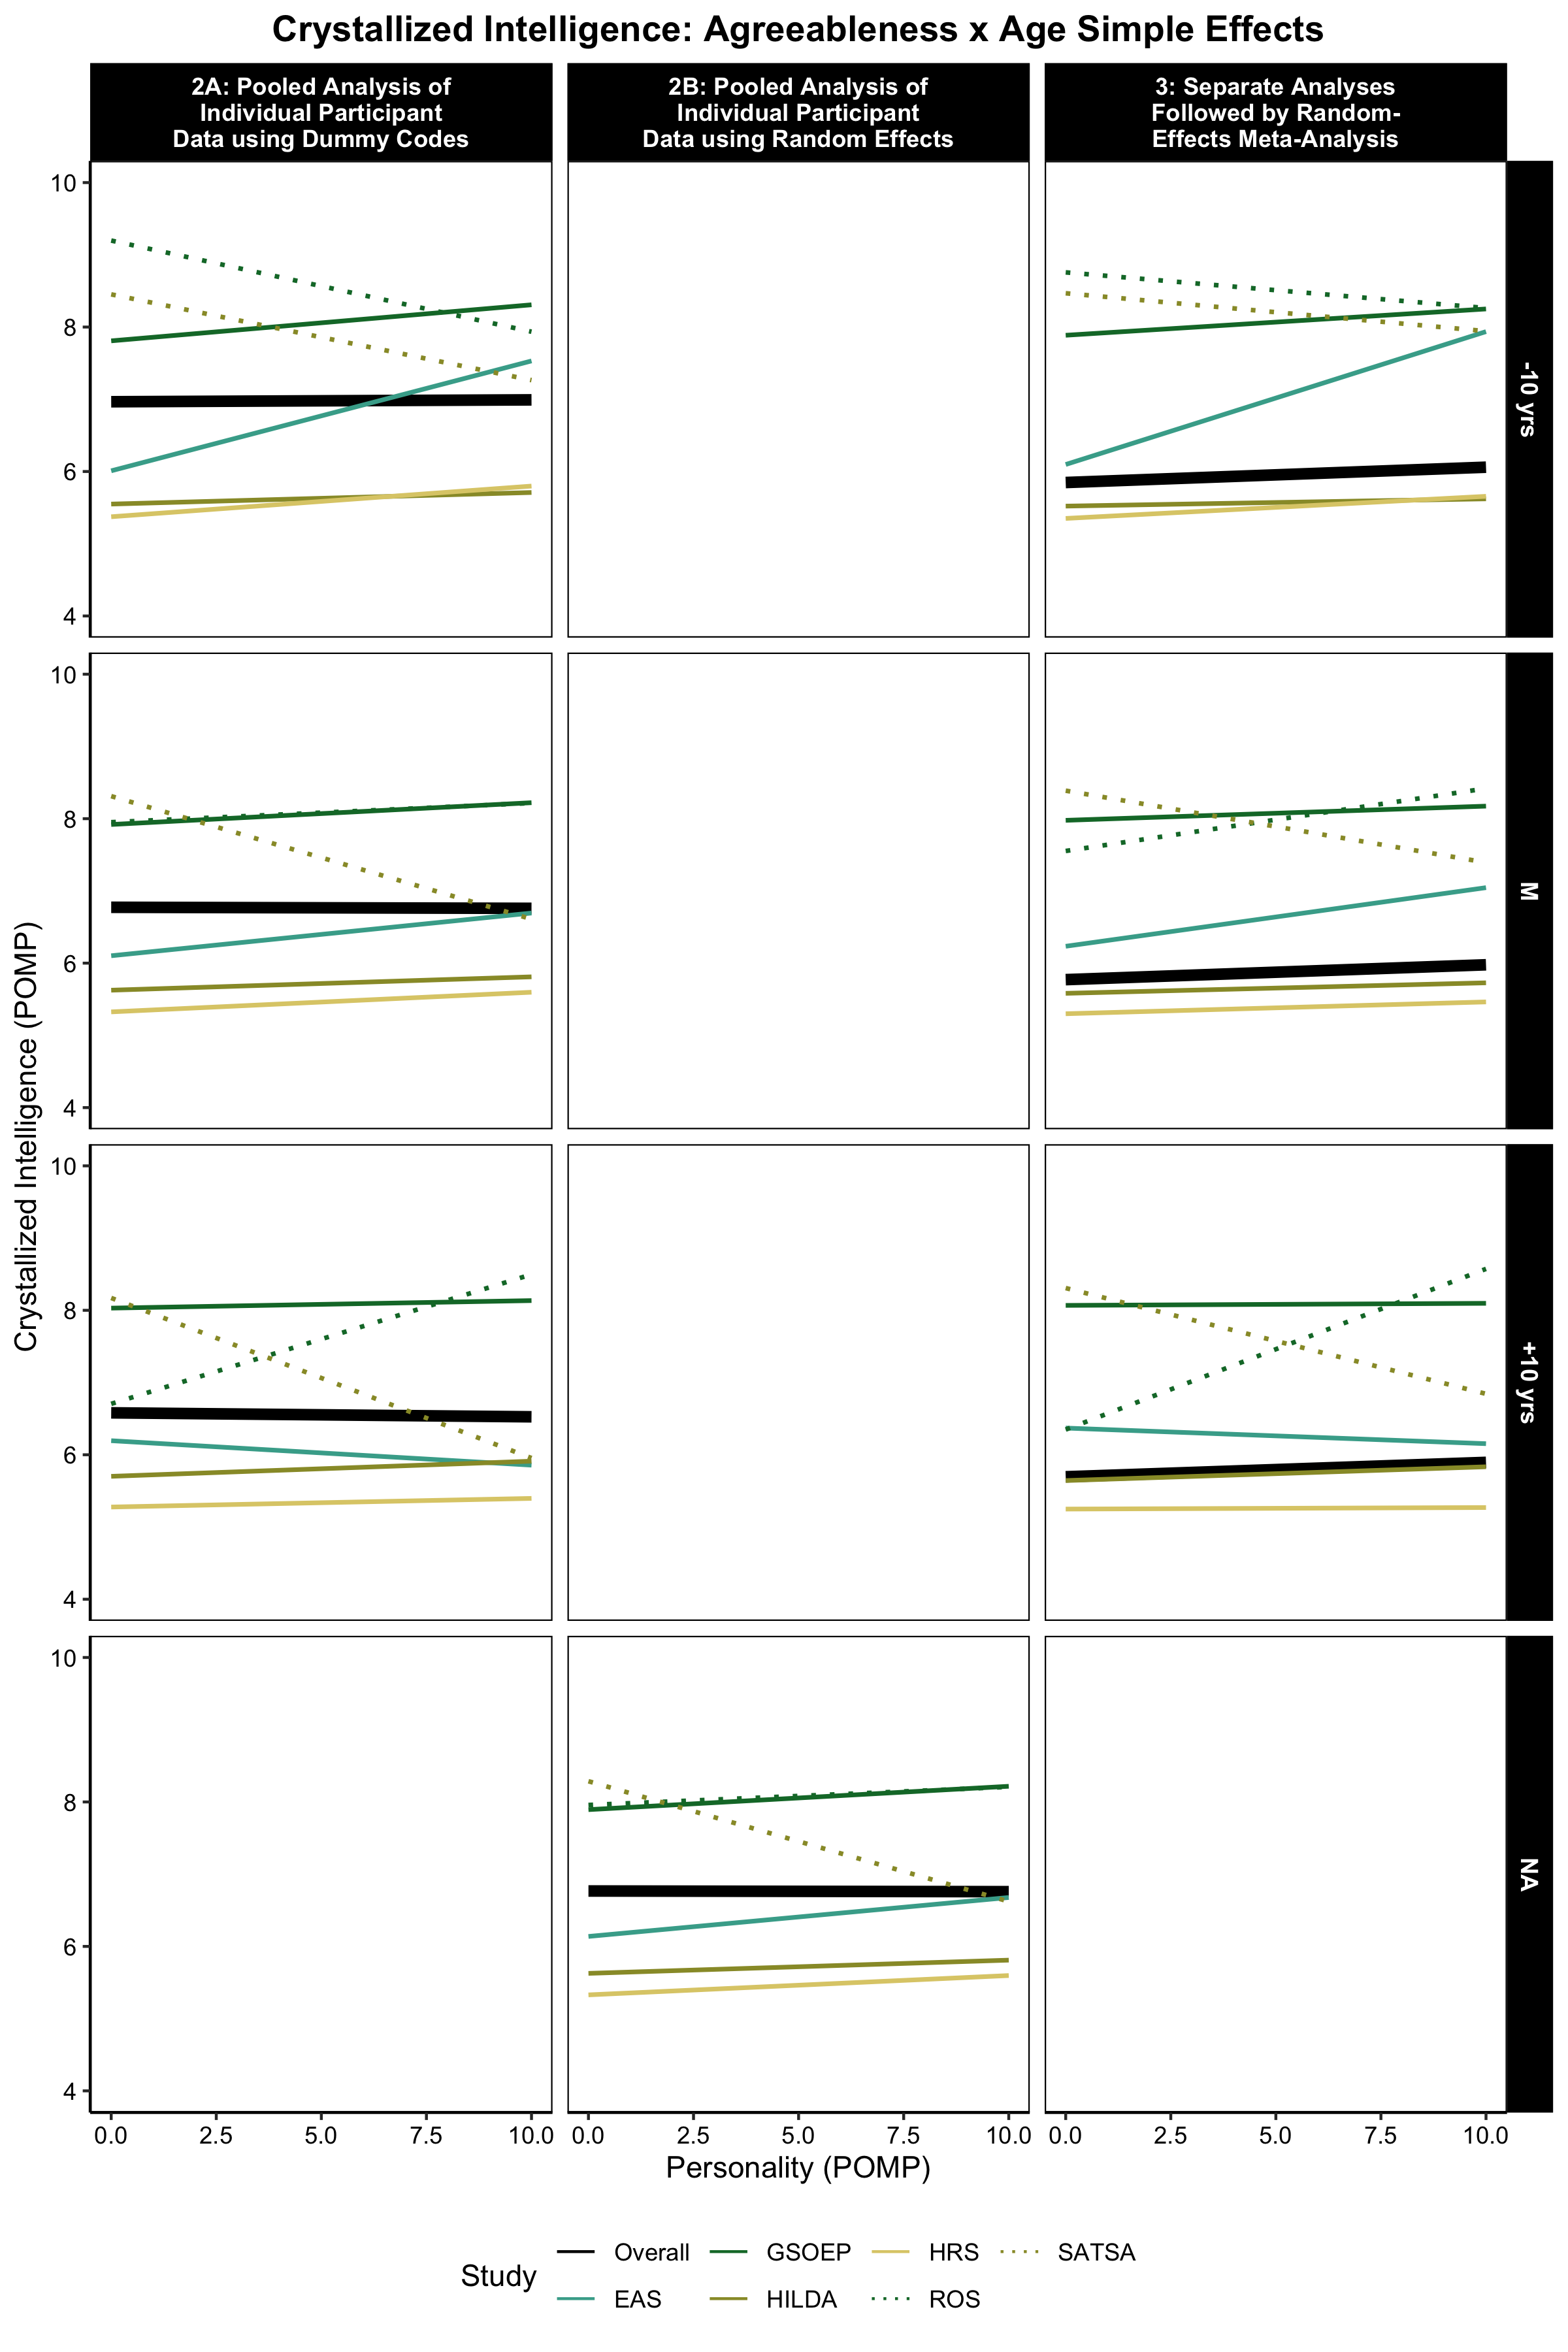 Crystallized Intelligence: Agreeableness x Age Simple Effects
2A: Pooled Analysis of
Individual Participant
Data using Dummy Codes
2B: Pooled Analysis of
Individual Participant
Data using Random Effects
3: Separate Analyses
Followed by Random-
Effects Meta-Analysis
10
8
6
4
-10 yrs
10
8
6
4
M
Crystallized Intelligence (POMP)
10
8
6
4
+10 yrs
10
8
6
4
NA
0.0 2.5 5.0 7.5 10.0 0.0 2.5 5.0 7.5 10.0 0.0 2.5 5.0 7.5 10.0
Personality (POMP)
Study
Overall GSOEP HRS SATSA
EAS HILDA ROS